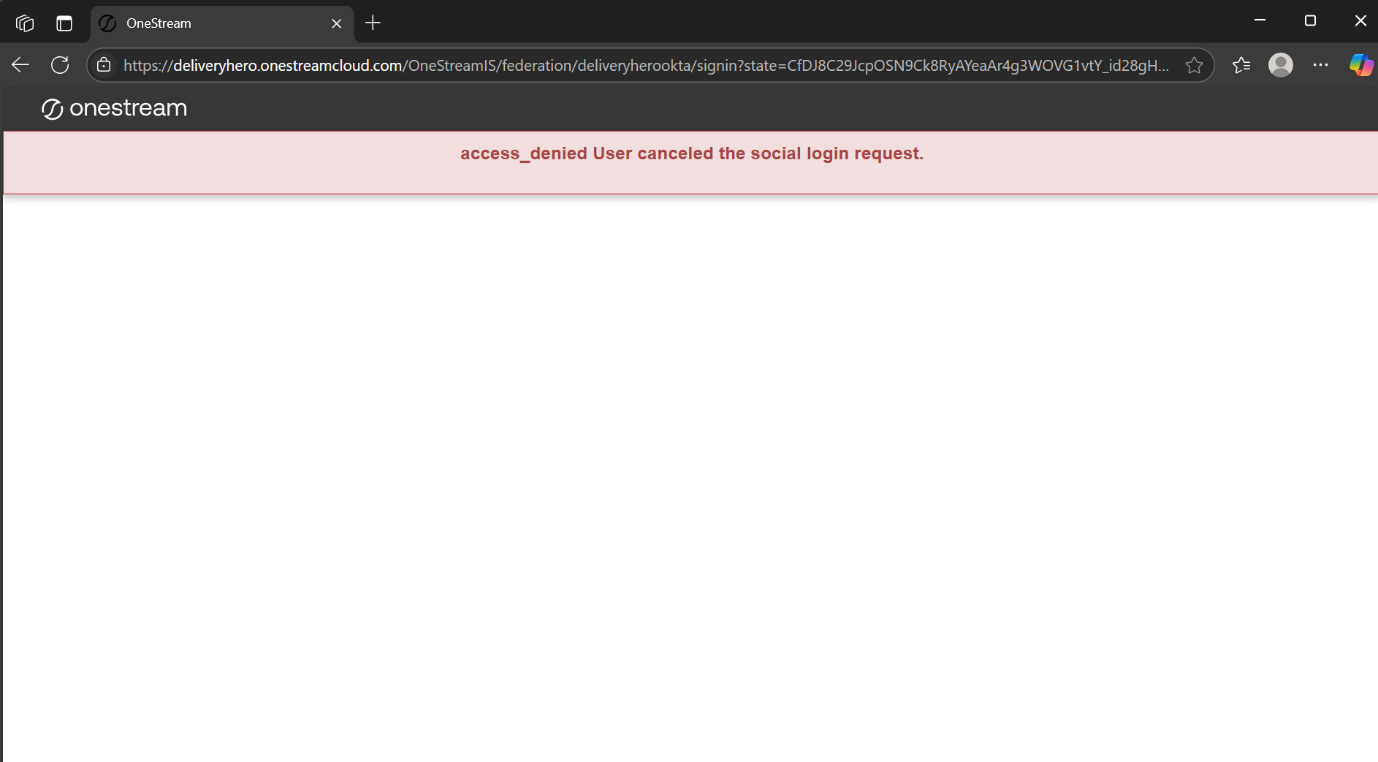 OneStream
https://deliveryhero.onestreamcloud.com/OneStreamIS/federation/deliveryherookta/signin?state=CfDJ8C29JcpOSN9Ck8RyAYeaAr4g3WOVG1vtY_id28gH...
onestream
access_denied User canceled the social login request.